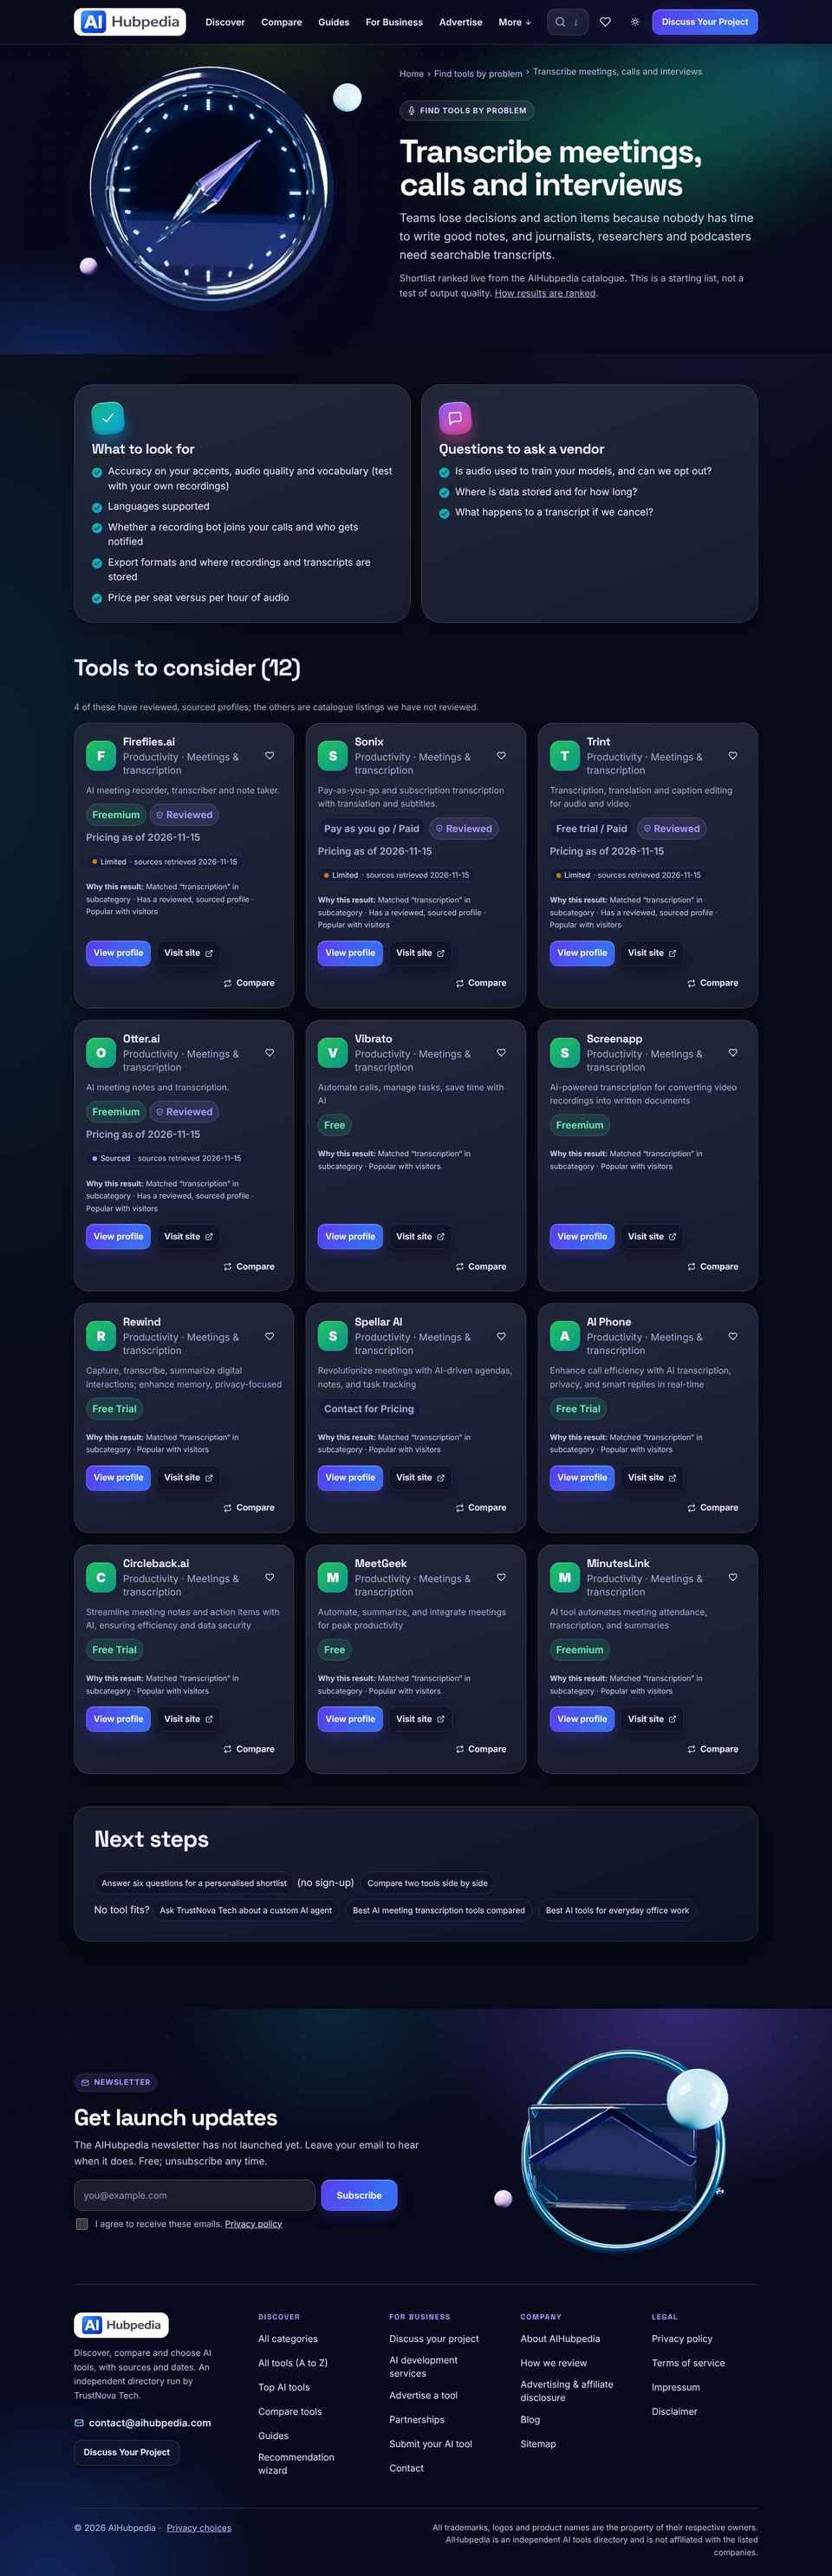 AI Hubpedia
Discover Compare Guides For Business Advertise More ↓ / Discuss Your Project
Home › Find tools by problem › Transcribe meetings, calls and interviews
FIND TOOLS BY PROBLEM
Transcribe meetings,
calls and interviews
Teams lose decisions and action items because nobody has time
to write good notes, and journalists, researchers and podcasters
need searchable transcripts.
Shortlist ranked live from the AIHubpedia catalogue. This is a starting list, not a
test of output quality. How results are ranked.
What to look for
Accuracy on your accents, audio quality and vocabulary (test
with your own recordings)
Languages supported
Whether a recording bot joins your calls and who gets
notified
Export formats and where recordings and transcripts are
stored
Price per seat versus per hour of audio
Questions to ask a vendor
Is audio used to train your models, and can we opt out?
Where is data stored and for how long?
What happens to a transcript if we cancel?
Tools to consider (12)
4 of these have reviewed, sourced profiles; the others are catalogue listings we have not reviewed.
F
Fireflies.ai
Productivity · Meetings &
transcription
AI meeting recorder, transcriber and note taker.
Freemium Reviewed
Pricing as of 2026-11-15
Limited · sources retrieved 2026-11-15
Why this result: Matched “transcription” in
subcategory · Has a reviewed, sourced profile ·
Popular with visitors
View profile Visit site
Compare
S
Sonix
Productivity · Meetings &
transcription
Pay-as-you-go and subscription transcription
with translation and subtitles.
Pay as you go / Paid Reviewed
Pricing as of 2026-11-15
Limited · sources retrieved 2026-11-15
Why this result: Matched “transcription” in
subcategory · Has a reviewed, sourced profile ·
Popular with visitors
View profile Visit site
Compare
T
Trint
Productivity · Meetings &
transcription
Transcription, translation and caption editing
for audio and video.
Free trial / Paid Reviewed
Pricing as of 2026-11-15
Limited · sources retrieved 2026-11-15
Why this result: Matched “transcription” in
subcategory · Has a reviewed, sourced profile ·
Popular with visitors
View profile Visit site
Compare
O
Otter.ai
Productivity · Meetings &
transcription
AI meeting notes and transcription.
Freemium Reviewed
Pricing as of 2026-11-15
Sourced · sources retrieved 2026-11-15
Why this result: Matched “transcription” in
subcategory · Has a reviewed, sourced profile ·
Popular with visitors
View profile Visit site
Compare
V
Vibrato
Productivity · Meetings &
transcription
Automate calls, manage tasks, save time with
AI
Free
Why this result: Matched “transcription” in
subcategory · Popular with visitors
View profile Visit site
Compare
S
Screenapp
Productivity · Meetings &
transcription
AI-powered transcription for converting video
recordings into written documents
Freemium
Why this result: Matched “transcription” in
subcategory · Popular with visitors
View profile Visit site
Compare
R
Rewind
Productivity · Meetings &
transcription
Capture, transcribe, summarize digital
interactions; enhance memory, privacy-focused
Free Trial
Why this result: Matched “transcription” in
subcategory · Popular with visitors
View profile Visit site
Compare
S
Spellar AI
Productivity · Meetings &
transcription
Revolutionize meetings with AI-driven agendas,
notes, and task tracking
Contact for Pricing
Why this result: Matched “transcription” in
subcategory · Popular with visitors
View profile Visit site
Compare
A
AI Phone
Productivity · Meetings &
transcription
Enhance call efficiency with AI transcription,
privacy, and smart replies in real-time
Free Trial
Why this result: Matched “transcription” in
subcategory · Popular with visitors
View profile Visit site
Compare
C
Circleback.ai
Productivity · Meetings &
transcription
Streamline meeting notes and action items with
AI, ensuring efficiency and data security
Free Trial
Why this result: Matched “transcription” in
subcategory · Popular with visitors
View profile Visit site
Compare
M
MeetGeek
Productivity · Meetings &
transcription
Automate, summarize, and integrate meetings
for peak productivity
Free
Why this result: Matched “transcription” in
subcategory · Popular with visitors
View profile Visit site
Compare
M
MinutesLink
Productivity · Meetings &
transcription
AI tool automates meeting attendance,
transcription, and summaries
Freemium
Why this result: Matched “transcription” in
subcategory · Popular with visitors
View profile Visit site
Compare
Next steps
Answer six questions for a personalised shortlist (no sign-up) Compare two tools side by side
No tool fits? Ask TrustNova Tech about a custom AI agent Best AI meeting transcription tools compared Best AI tools for everyday office work
NEWSLETTER
Get launch updates
The AIHubpedia newsletter has not launched yet. Leave your email to hear
when it does. Free; unsubscribe any time.
you@example.com Subscribe
I agree to receive these emails. Privacy policy
AI Hubpedia
Discover, compare and choose AI
tools, with sources and dates. An
independent directory run by
TrustNova Tech.
contact@aihubpedia.com
Discuss Your Project
DISCOVER
All categories
All tools (A to Z)
Top AI tools
Compare tools
Guides
Recommendation
wizard
FOR BUSINESS
Discuss your project
AI development
services
Advertise a tool
Partnerships
Submit your AI tool
Contact
COMPANY
About AIHubpedia
How we review
Advertising & affiliate
disclosure
Blog
Sitemap
LEGAL
Privacy policy
Terms of service
Impressum
Disclaimer
© 2026 AIHubpedia · Privacy choices
All trademarks, logos and product names are the property of their respective owners.
AIHubpedia is an independent AI tools directory and is not affiliated with the listed
companies.